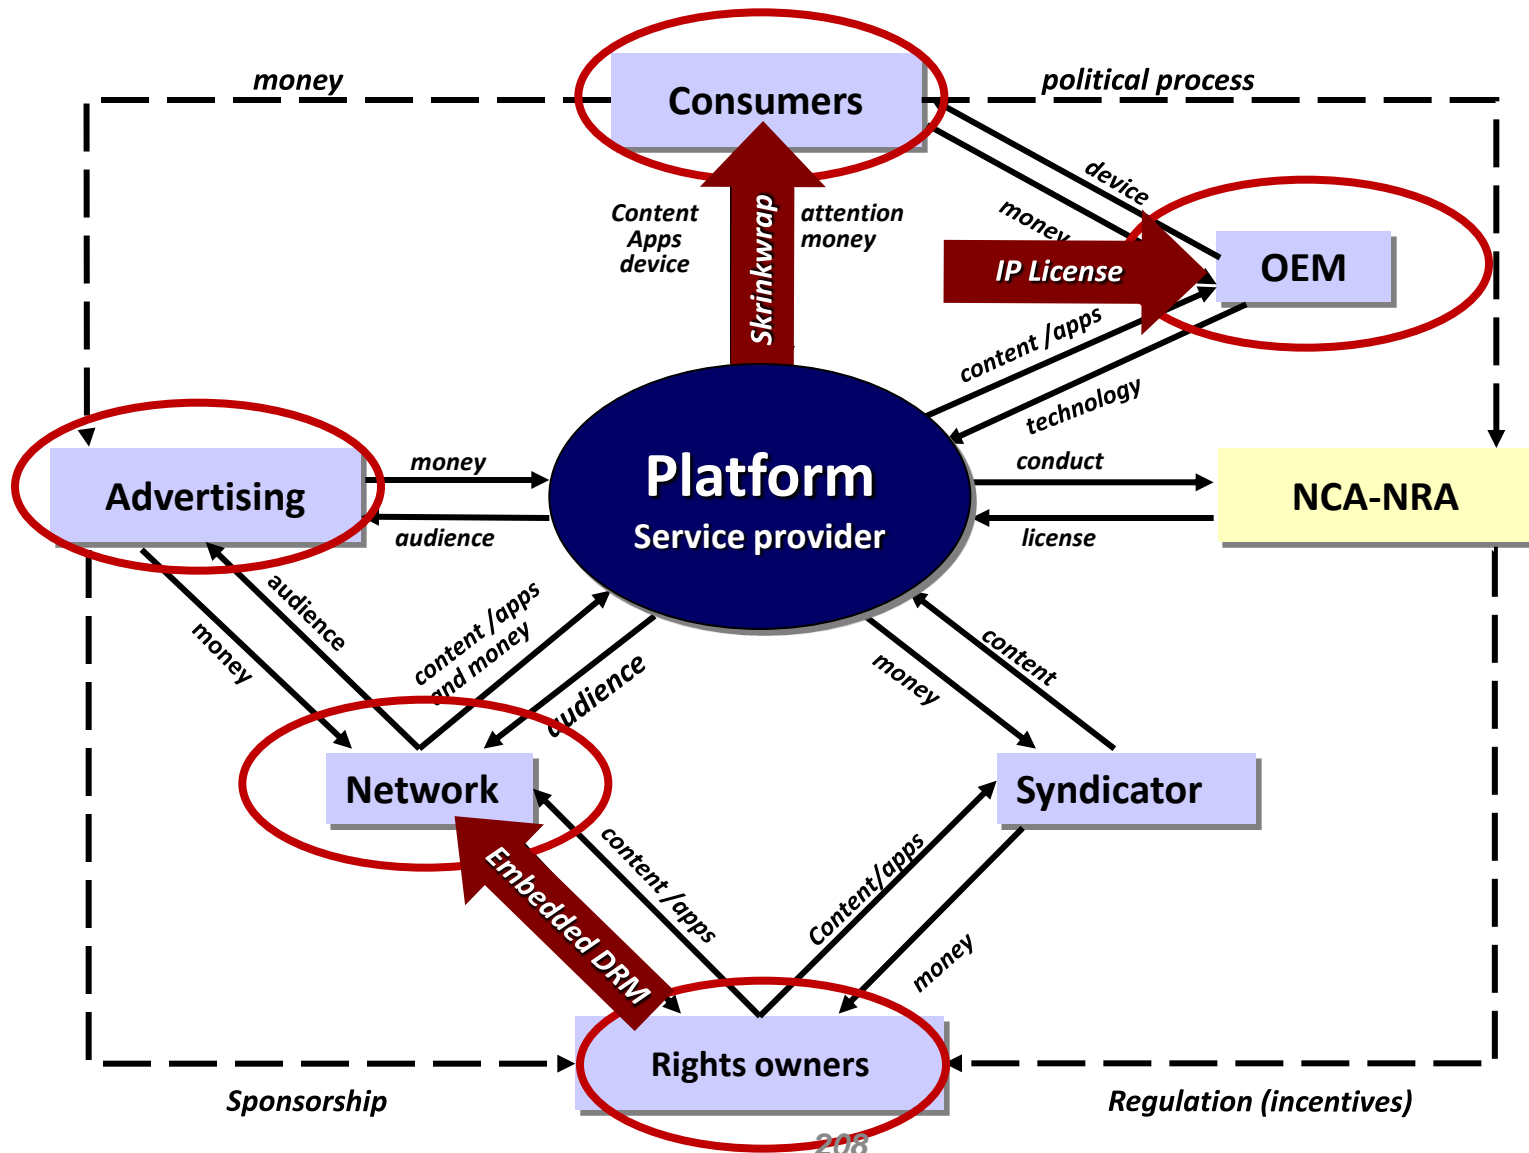 money
political process
Consumers
device
money
Content
Apps
device
Skrinkwrap
attention
money
IP License
OEM
content /apps
technology
Platform
Service provider
money
audience
Advertising
conduct
license
NCA-NRA
audience
money
content /apps
and money
audience
money
content
Network
Syndicator
Embedded DRM
content /apps
Content/apps
money
Rights owners
Sponsorship
Regulation (incentives)
208